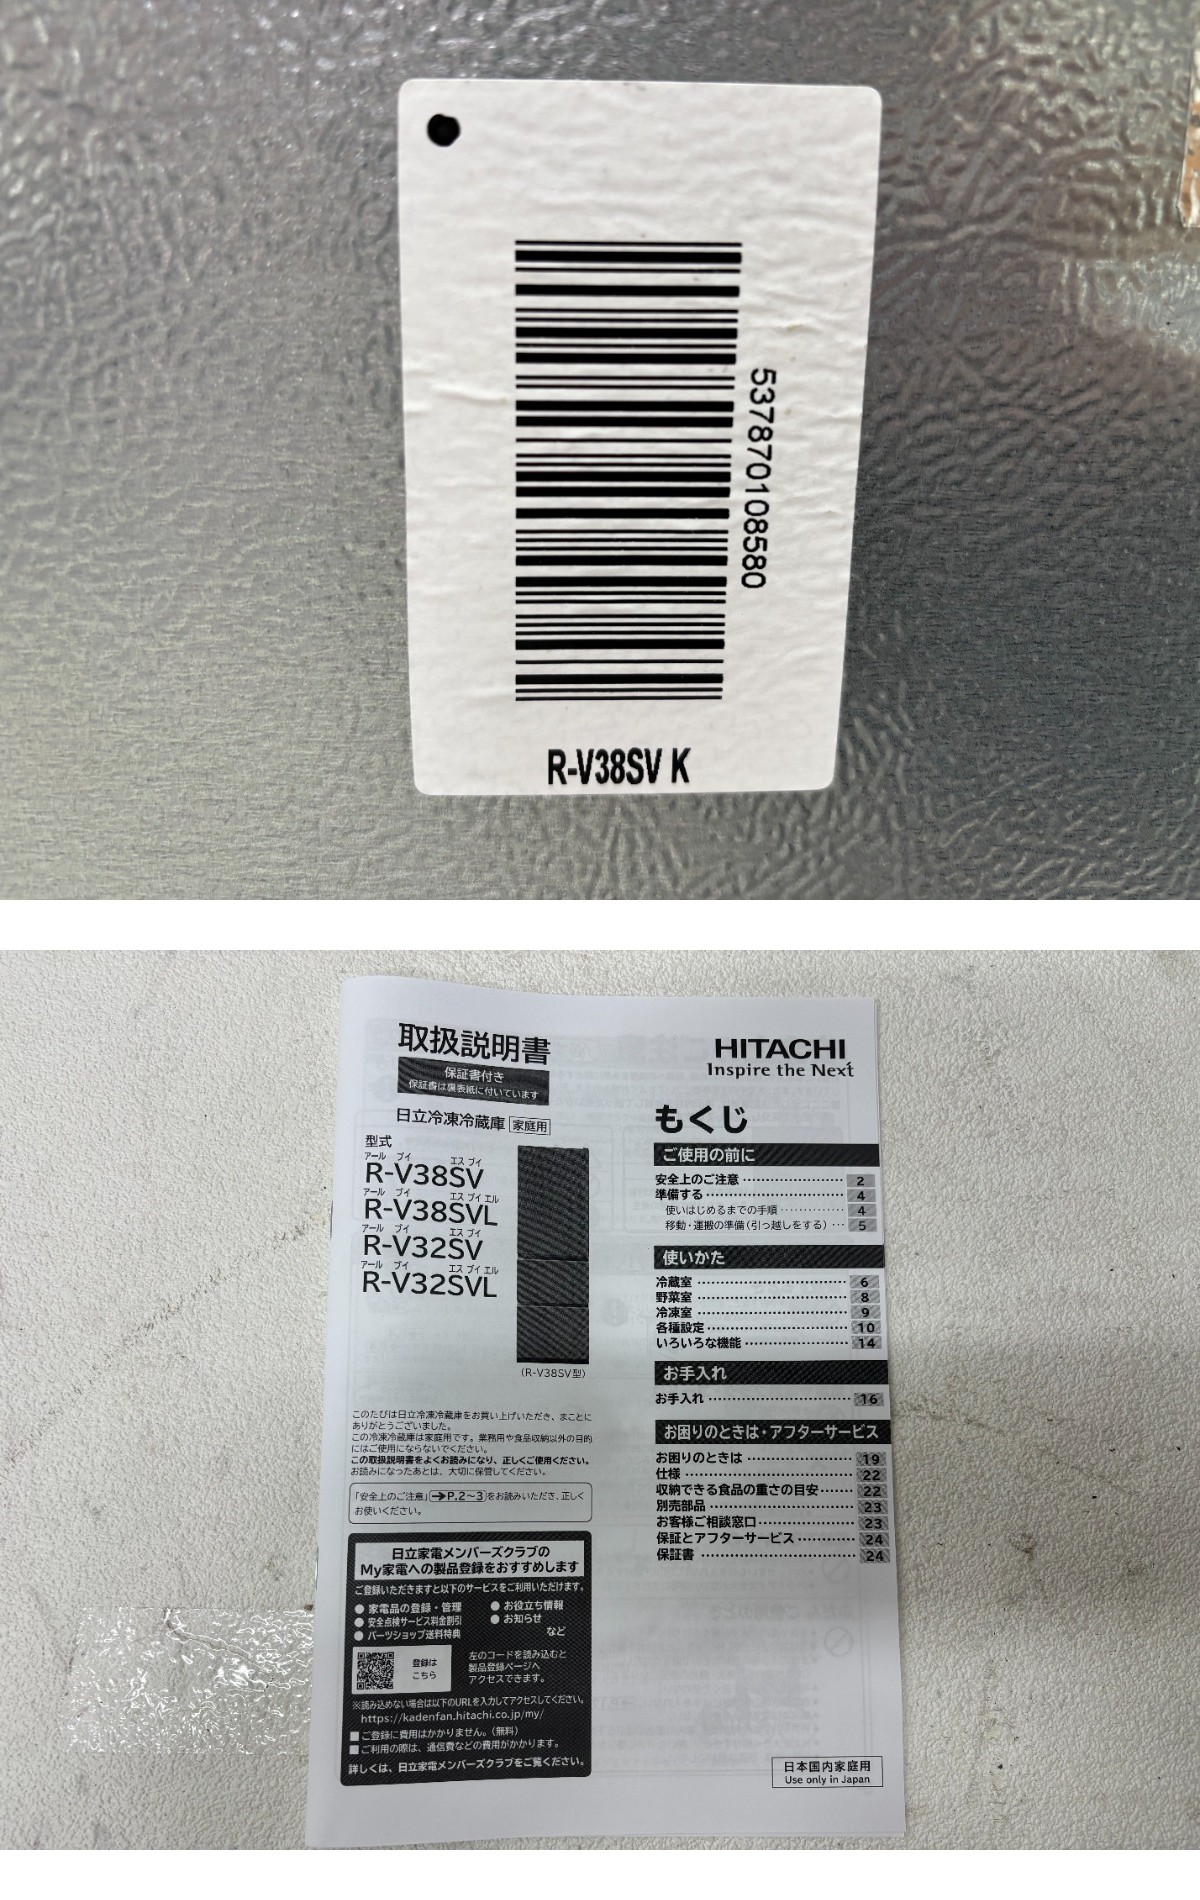 537870108580
R-V38SV K
取扱説明書
保証書付き
保証書は裏表紙に付いています
日立冷凍冷蔵庫 家庭用
型式
アール ブイ エス ブイ
R-V38SV
アール ブイ エス ブイ エル
R-V38SVL
アール ブイ エス ブイ
R-V32SV
アール ブイ エス ブイ エル
R-V32SVL
(R-V38SV型)
このたびは日立冷凍冷蔵庫をお買い上げいただき、まことに
ありがとうございました。
この冷凍冷蔵庫は家庭用です。業務用や食品収納以外の目的
にはご使用にならないでください。
この取扱説明書をよくお読みになり、正しくご使用ください。
お読みになったあとは、大切に保管してください。
「安全上のご注意」(➔P.2~3)をお読みいただき、正しく
お使いください。
日立家電メンバーズクラブの
My家電への製品登録をおすすめします
ご登録いただきますと以下のサービスをご利用いただけます。
● 家電品の登録・管理 ● お役立ち情報
● 安全点検サービス料金割引 ● お知らせ
● パーツショップ送料特典 など
登録は
こちら
左のコードを読み込むと
製品登録ページへ
アクセスできます。
※読み込めない場合は以下のURLを入力してアクセスしてください。
https://kadenfan.hitachi.co.jp/my/
■ ご登録に費用はかかりません。(無料)
■ ご利用の際は、通信費などの費用がかかります。
詳しくは、日立家電メンバーズクラブをご覧ください。
HITACHI
Inspire the Next
もくじ
ご使用の前に
安全上のご注意 ………… 2
準備する ………… 4
使いはじめるまでの手順 ………… 4
移動・運搬の準備(引っ越しをする) … 5
使いかた
冷蔵室 ………… 6
野菜室 ………… 8
冷凍室 ………… 9
各種設定 ………… 10
いろいろな機能 ………… 14
お手入れ
お手入れ ………… 16
お困りのときは・アフターサービス
お困りのときは ………… 19
仕様 ………… 22
収納できる食品の重さの目安 …… 22
別売部品 ………… 23
お客様ご相談窓口 ………… 23
保証とアフターサービス ………… 24
保証書 ………… 24
日本国内家庭用
Use only in Japan